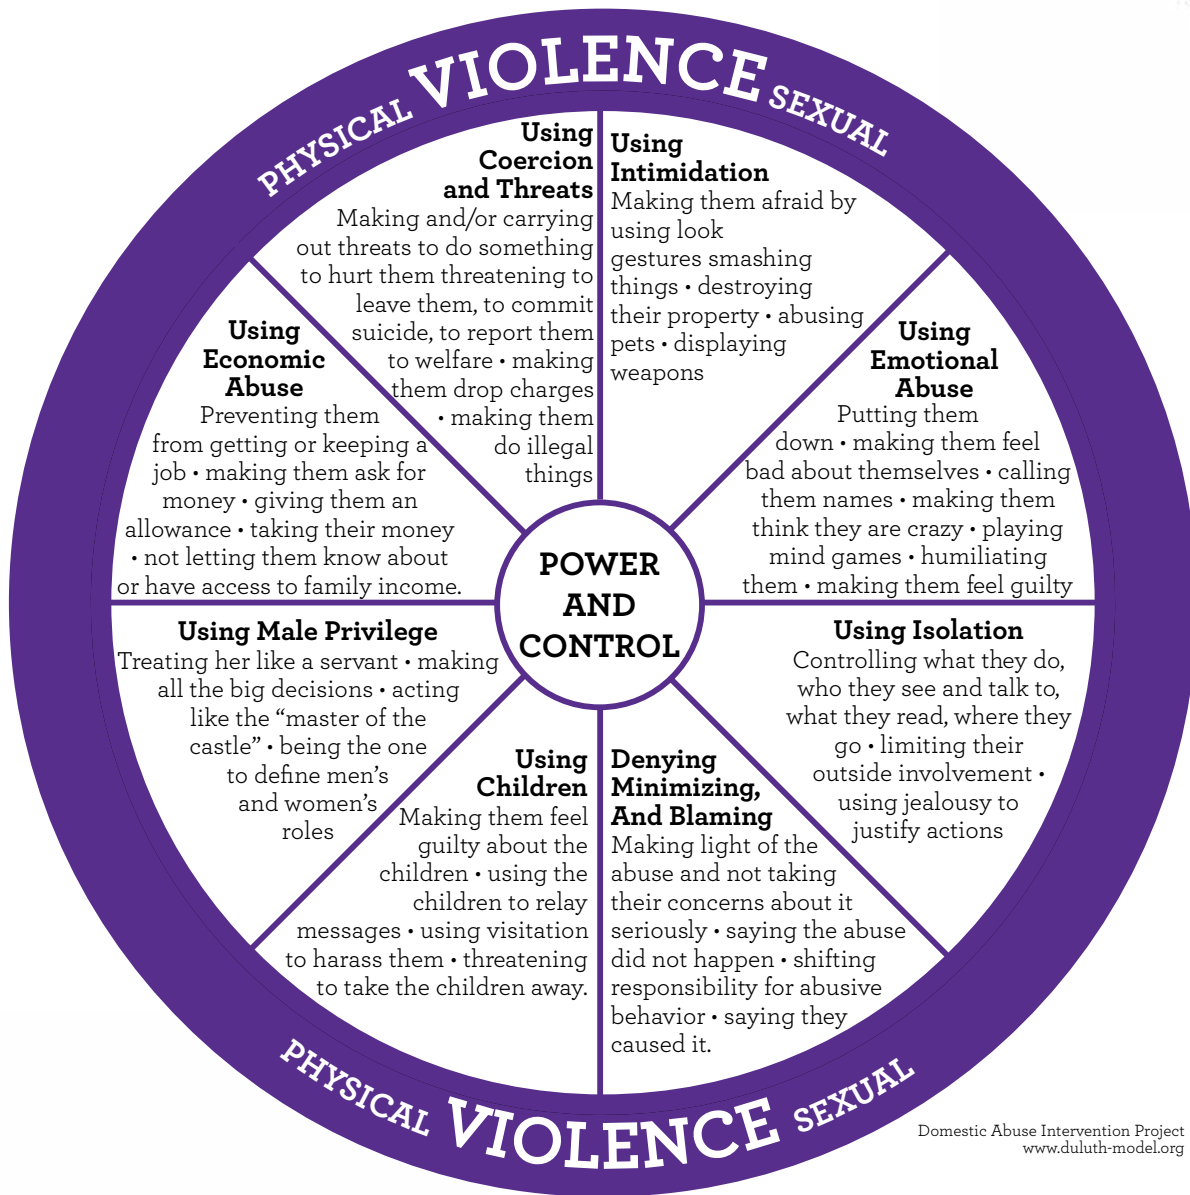 PHYSICAL VIOLENCE SEXUAL
Using
Coercion
and Threats
Making and/or carrying
out threats to do something
to hurt them threatening to
leave them, to commit
suicide, to report them
to welfare • making
them drop charges
• making them
do illegal
things
Using
Intimidation
Making them afraid by
using look
gestures smashing
things • destroying
their property • abusing
pets • displaying
weapons
Using
Emotional
Abuse
Putting them
down • making them feel
bad about themselves • calling
them names • making them
think they are crazy • playing
mind games • humiliating
them • making them feel guilty
Using Isolation
Controlling what they do,
who they see and talk to,
what they read, where they
go • limiting their
outside involvement •
using jealousy to
justify actions
Denying
Minimizing,
And Blaming
Making light of the
abuse and not taking
their concerns about it
seriously • saying the abuse
did not happen • shifting
responsibility for abusive
behavior • saying they
caused it.
Using
Children
Making them feel
guilty about the
children • using the
children to relay
messages • using visitation
to harass them • threatening
to take the children away.
Using Male Privilege
Treating her like a servant • making
all the big decisions • acting
like the “master of the
castle” • being the one
to define men’s
and women’s
roles
Using
Economic
Abuse
Preventing them
from getting or keeping a
job • making them ask for
money • giving them an
allowance • taking their money
• not letting them know about
or have access to family income.
POWER
AND
CONTROL
PHYSICAL VIOLENCE SEXUAL
Domestic Abuse Intervention Project
www.duluth-model.org